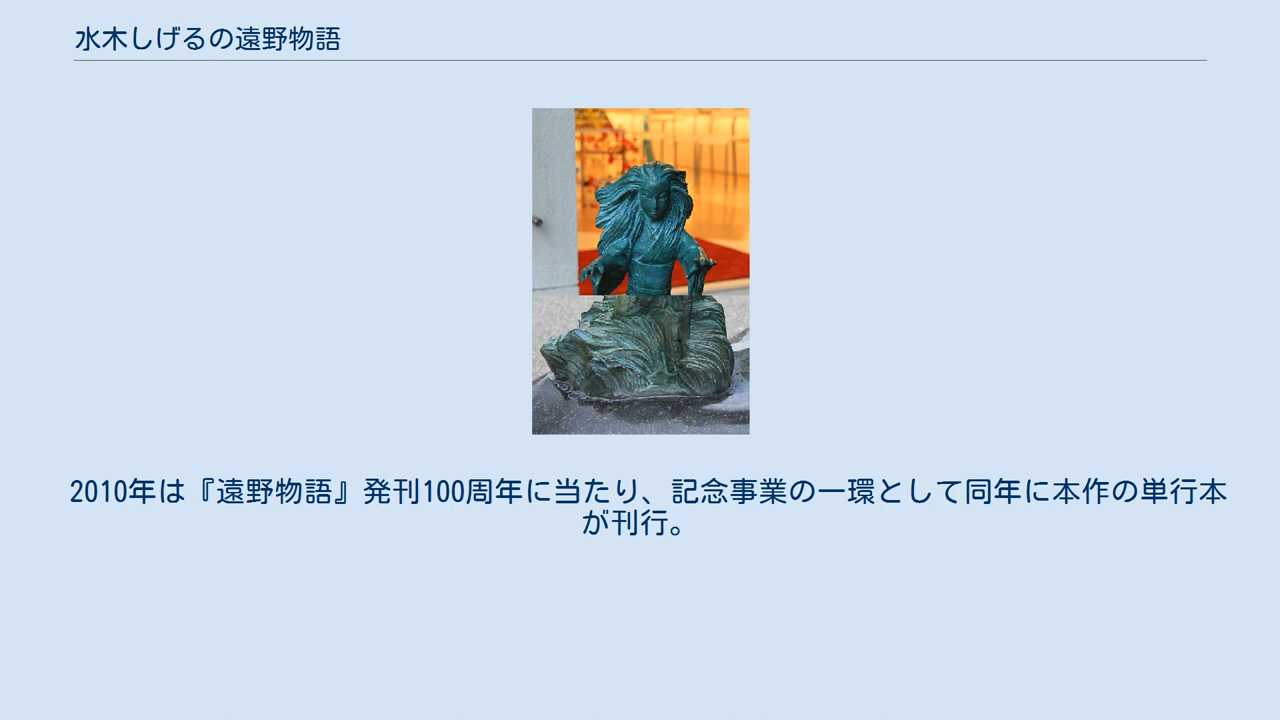 水木しげるの遠野物語
2010年は『遠野物語』発刊100周年に当たり、記念事業の一環として同年に本作の単行本
が刊行。